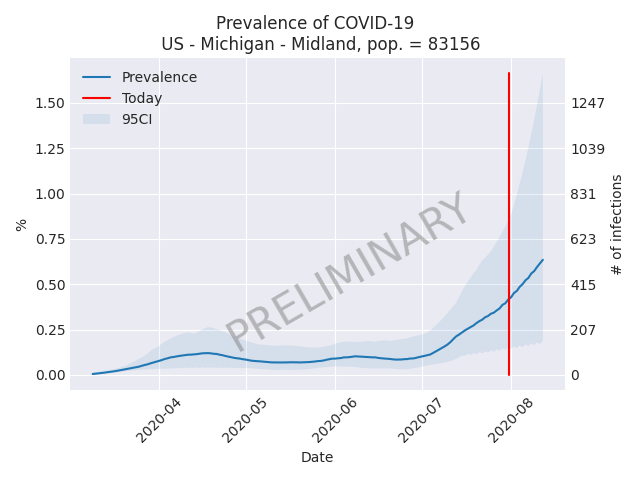 Prevalence of COVID-19
US - Michigan - Midland, pop. = 83156
Prevalence
Today
95CI
PRELIMINARY
%
1.50
1.25
1.00
0.75
0.50
0.25
0.00
1247
1039
831
623
415
207
0
# of infections
2020-04
2020-05
2020-06
2020-07
2020-08
Date